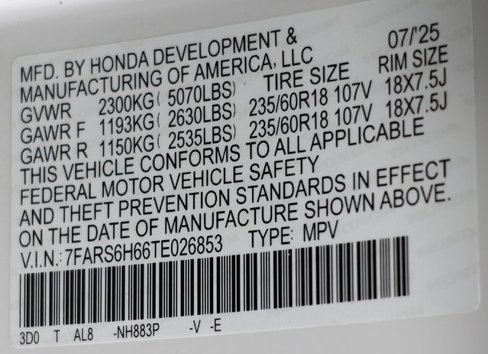 MFD. BY HONDA DEVELOPMENT & 07/'25
MANUFACTURING OF AMERICA, LLC RIM SIZE
GVWR 2300KG( 5070LBS) TIRE SIZE
GAWR F 1193KG( 2630LBS) 235/60R18 107V 18X7.5J
GAWR R 1150KG( 2535LBS) 235/60R18 107V 18X7.5J
THIS VEHICLE CONFORMS TO ALL APPLICABLE
FEDERAL MOTOR VEHICLE SAFETY
AND THEFT PREVENTION STANDARDS IN EFFECT
ON THE DATE OF MANUFACTURE SHOWN ABOVE.
V.I.N.:7FARS6H66TE026853 TYPE: MPV
3D0 T AL8 -NH883P -V -E